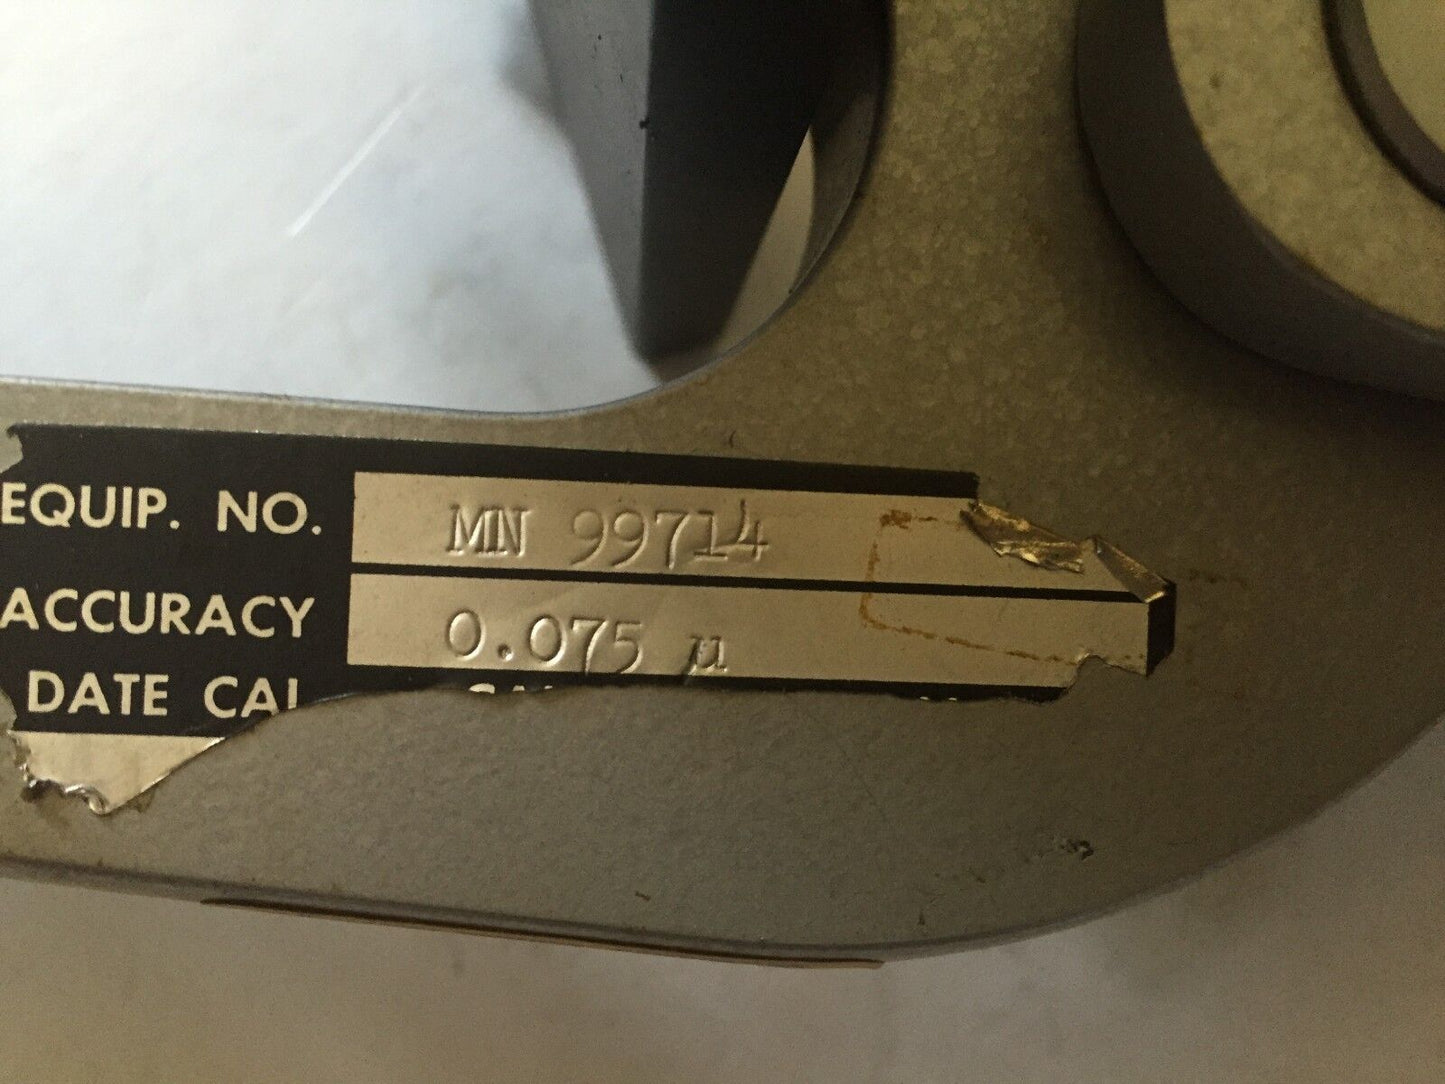 EQUIP. NO. MN 99714
ACCURACY 0.075 µ
DATE CAL